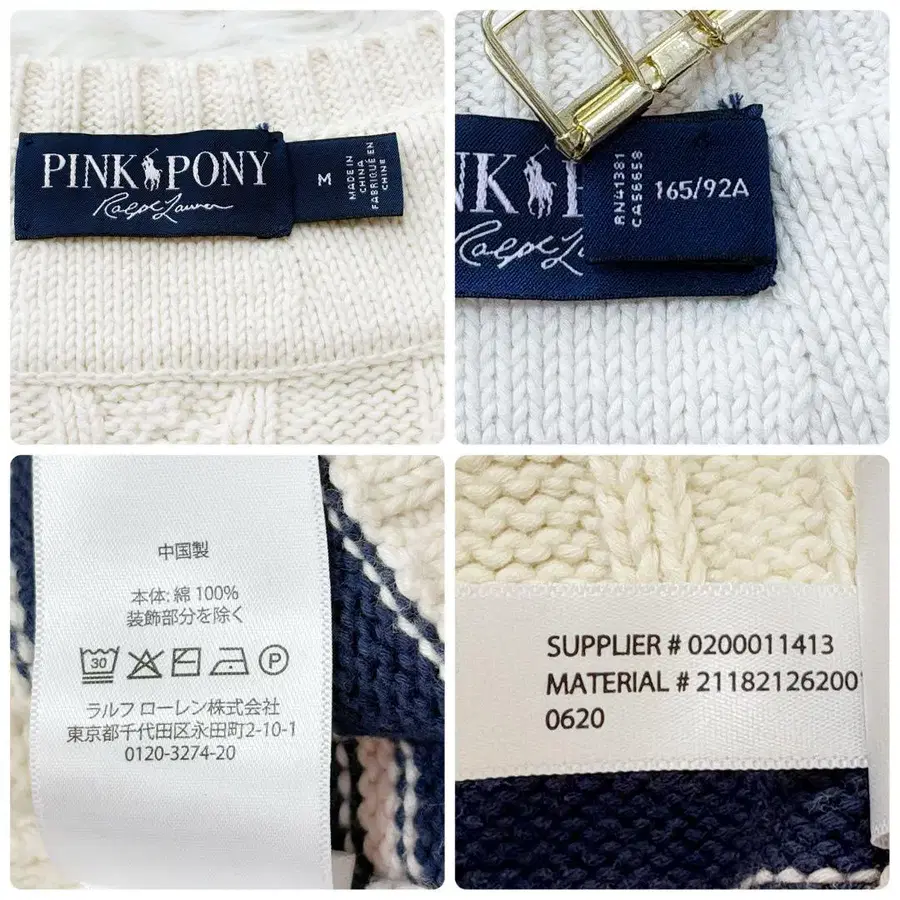 PINK PONY
Ralph Lauren
M
MADE IN
CHINA
FABRIQUÉ EN
CHINE
NK P
Ralph Lau
RN41381
CA56658
165/92A
中国製
本体: 綿 100%
装飾部分を除く
30
P
ラルフ ローレン株式会社
東京都千代田区永田町2-10-1
0120-3274-20
SUPPLIER # 0200011413
MATERIAL # 21182126200
0620